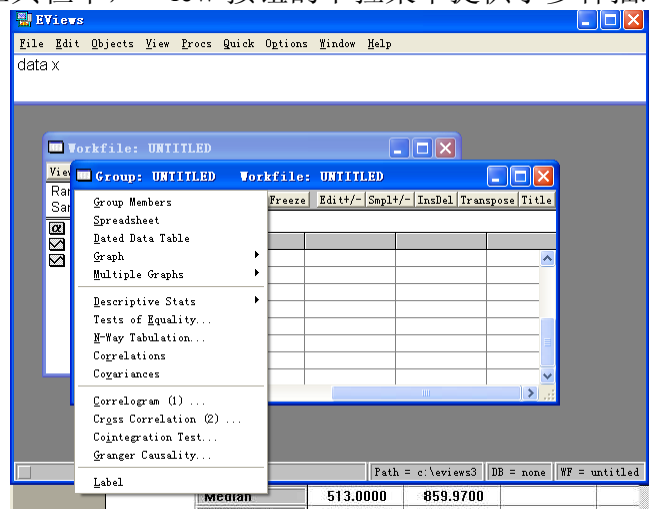 EViews
File Edit Objects View Procs Quick Options Window Help
data x
Workfile: UNTITLED
View
Group: UNTITLED Workfile: UNTITLED
Ran
Freeze Edit+/- Smpl+/- InsDel Transpose Title
Sar
Group Members
Spreadsheet
Dated Data Table
Graph
Multiple Graphs
Descriptive Stats
Tests of Equality...
N-Way Tabulation...
Correlations
Covariances
Correlogram (1) ...
Cross Correlation (2) ...
Cointegration Test...
Granger Causality...
Label
Path = c:\eviews3 DB = none WF = untitled
Median 513.0000 859.9700